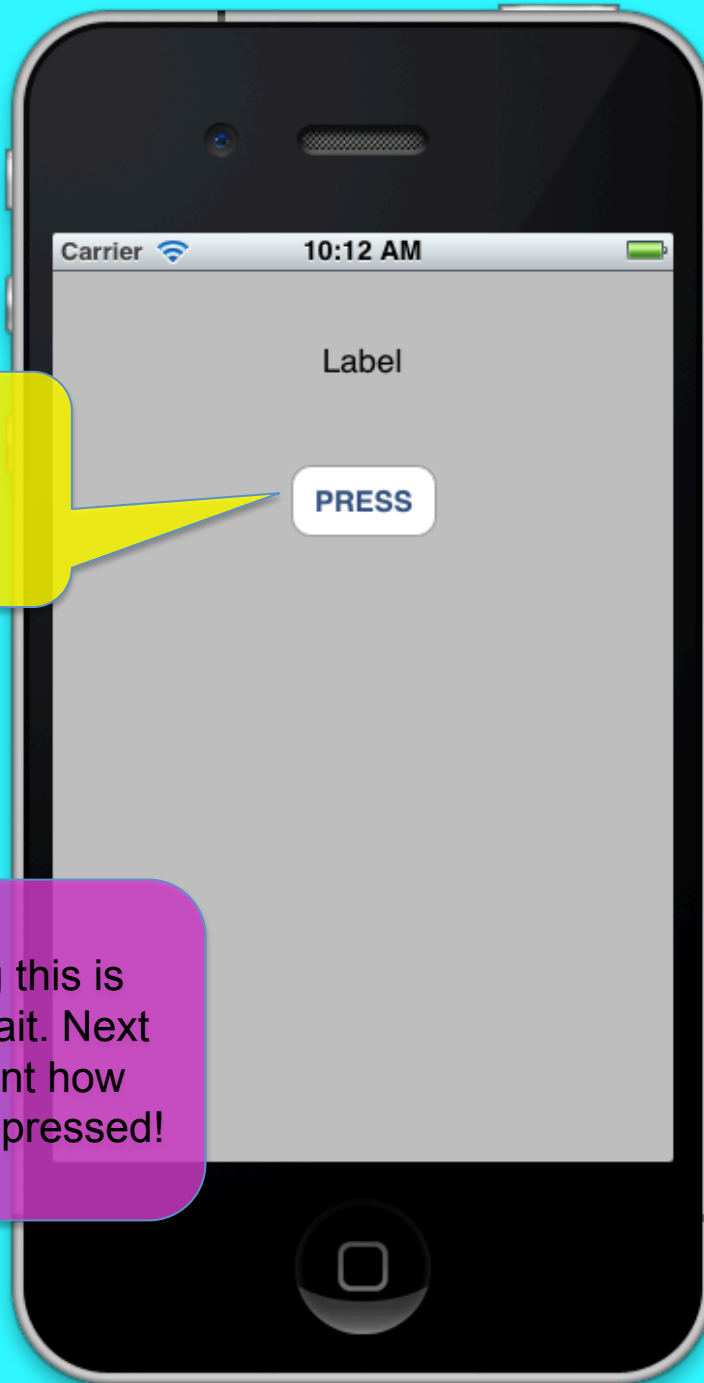 Carrier 10:12 AM
Label
PRESS
this is
ait. Next
nt how
pressed!